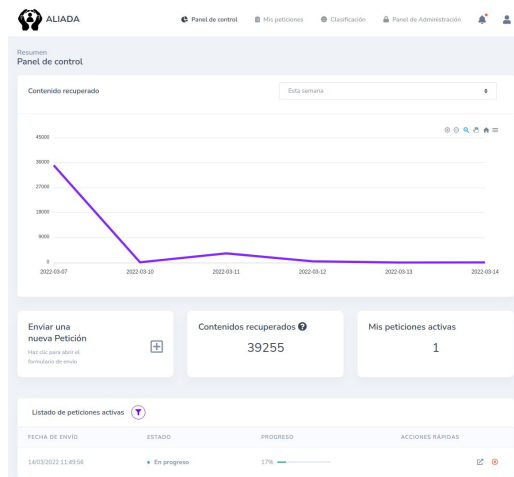 ALIADA
Panel de control
Mis peticiones
Clasificación
Panel de Administración
Resumen
Panel de control
Contenido recuperado
Esta semana
45000
36000
27000
18000
9000
0
2022-03-07
2022-03-10
2022-03-11
2022-03-12
2022-03-13
2022-03-14
Enviar una
nueva Petición
Haz clic para abrir el
formulario de envío
Contenidos recuperados ?
39255
Mis peticiones activas
1
Listado de peticiones activas
FECHA DE ENVÍO ESTADO PROGRESO ACCIONES RÁPIDAS
14/03/2022 11:49:56 En progreso 17%